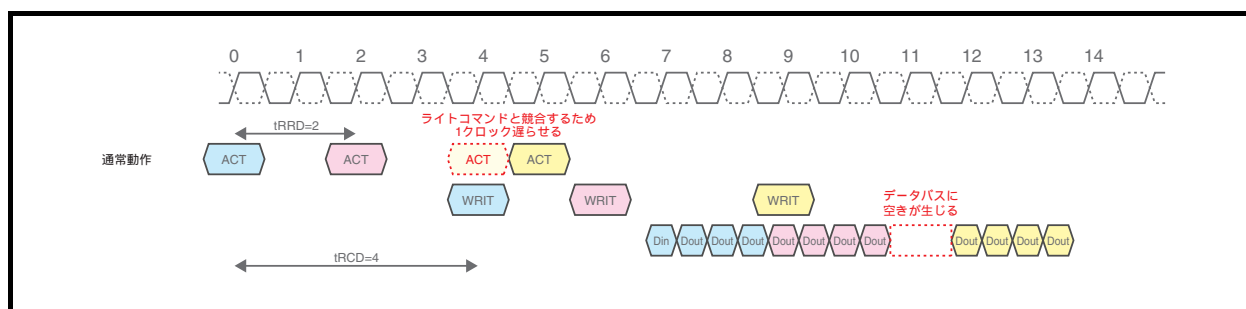 0 1 2 3 4 5 6 7 8 9 10 11 12 13 14
tRRD=2
ライトコマンドと競合するため
1クロック遅らせる
通常動作
ACT ACT ACT ACT
WRIT WRIT WRIT
データバスに
空きが生じる
Din Dout Dout Dout Dout Dout Dout Dout Dout Dout Dout Dout
tRCD=4